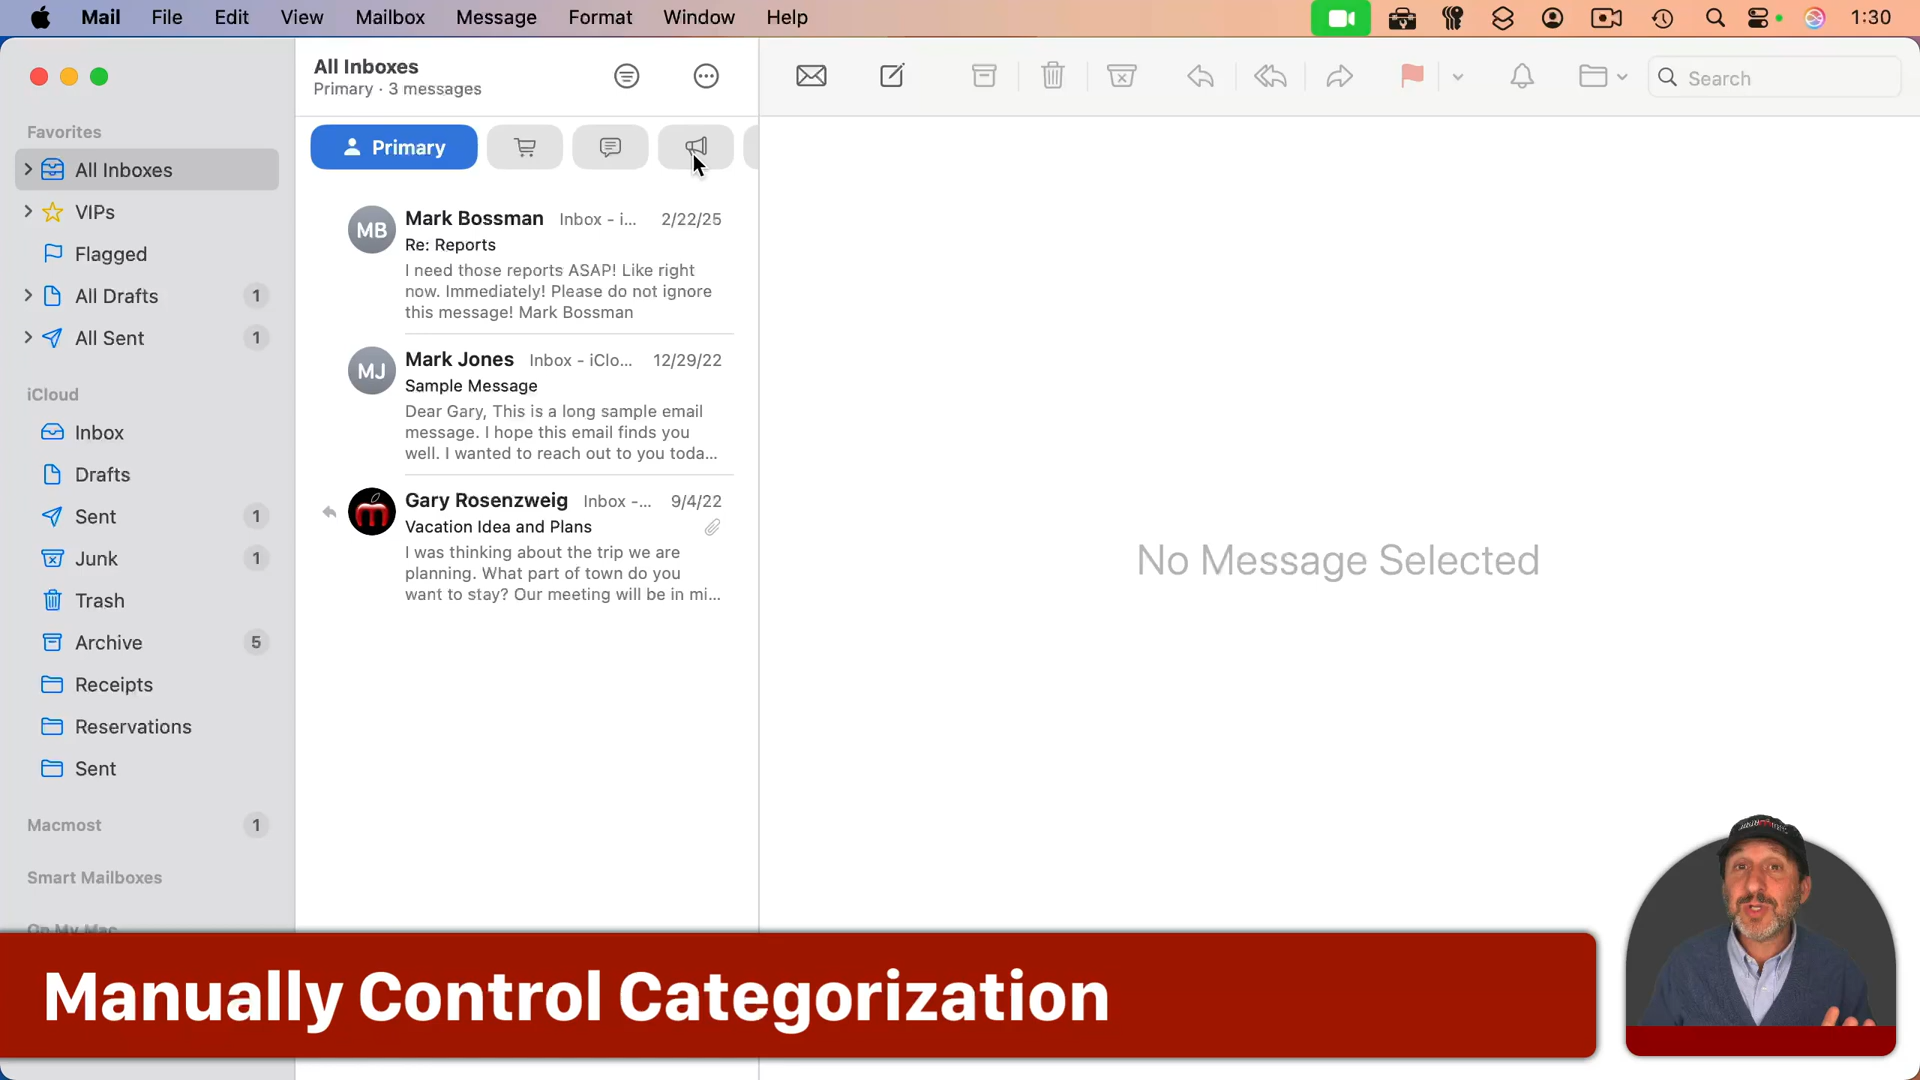 Mail File Edit View Mailbox Message Format Window Help 1:30
All Inboxes
Primary · 3 messages
Search
Favorites
All Inboxes
VIPs
Flagged
All Drafts 1
All Sent 1
iCloud
Inbox
Drafts
Sent 1
Junk 1
Trash
Archive 5
Receipts
Reservations
Sent
Macmost 1
Smart Mailboxes
On My Mac
Primary
MB
Mark Bossman Inbox - i... 2/22/25
Re: Reports
I need those reports ASAP! Like right
now. Immediately! Please do not ignore
this message! Mark Bossman
MJ
Mark Jones Inbox - iClo... 12/29/22
Sample Message
Dear Gary, This is a long sample email
message. I hope this email finds you
well. I wanted to reach out to you toda...
Gary Rosenzweig Inbox -... 9/4/22
Vacation Idea and Plans
I was thinking about the trip we are
planning. What part of town do you
want to stay? Our meeting will be in mi...
No Message Selected
Manually Control Categorization